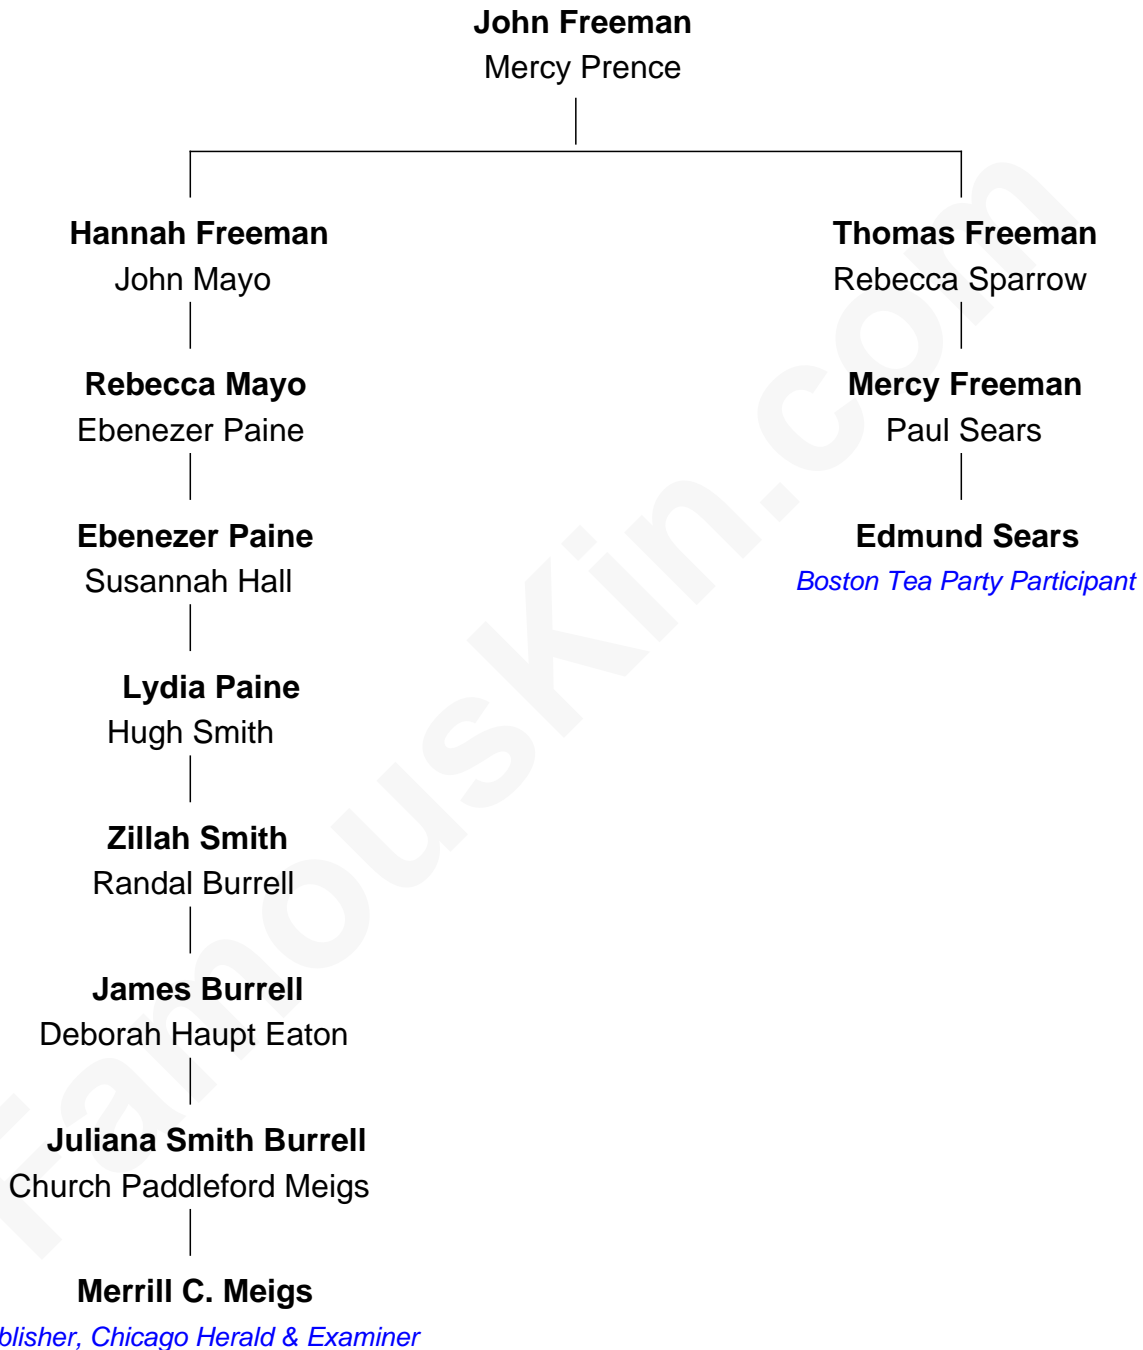 John Freeman
Mercy Prence
Hannah Freeman
John Mayo
Thomas Freeman
Rebecca Sparrow
Rebecca Mayo
Ebenezer Paine
Mercy Freeman
Paul Sears
Ebenezer Paine
Susannah Hall
Edmund Sears
Boston Tea Party Participant
Lydia Paine
Hugh Smith
Zillah Smith
Randal Burrell
James Burrell
Deborah Haupt Eaton
Juliana Smith Burrell
Church Paddleford Meigs
Merrill C. Meigs
blisher, Chicago Herald & Examiner
FamousKin.com